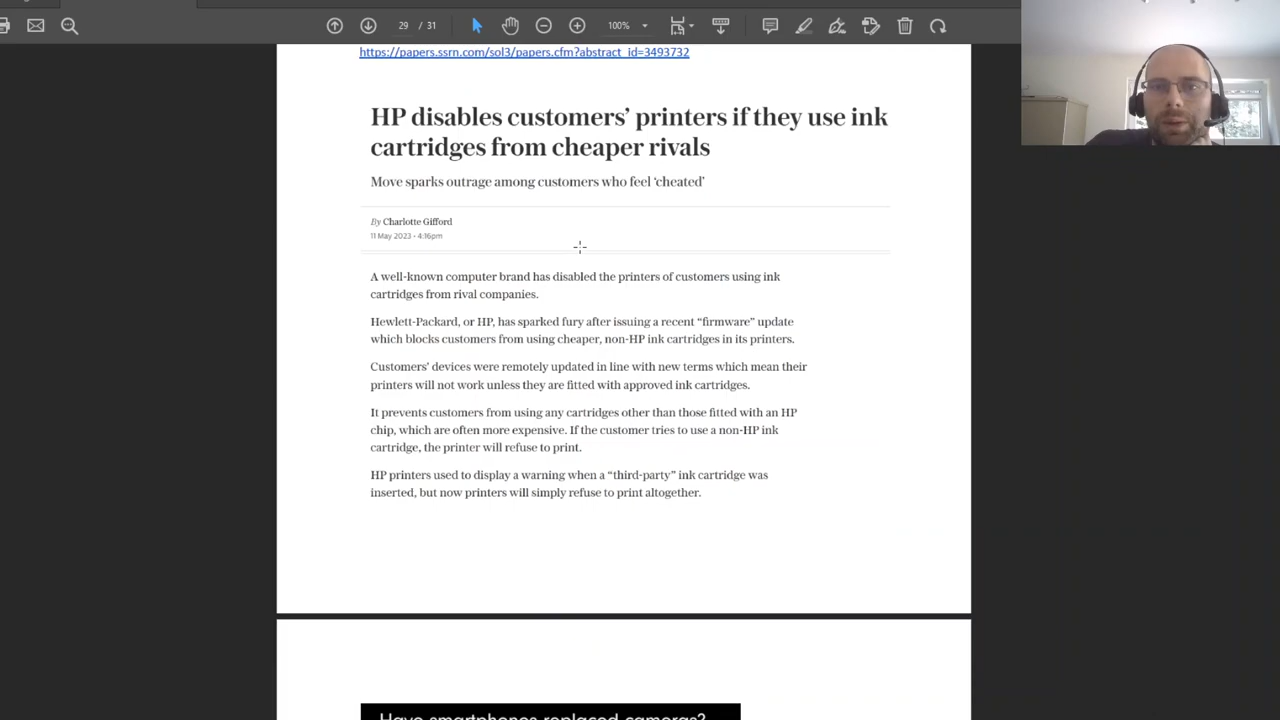 29 / 31
100%
https://papers.ssrn.com/sol3/papers.cfm?abstract_id=3493732
HP disables customers’ printers if they use ink
cartridges from cheaper rivals
Move sparks outrage among customers who feel ‘cheated’
By Charlotte Gifford
11 May 2023 • 4:16pm
A well-known computer brand has disabled the printers of customers using ink
cartridges from rival companies.
Hewlett-Packard, or HP, has sparked fury after issuing a recent “firmware” update
which blocks customers from using cheaper, non-HP ink cartridges in its printers.
Customers’ devices were remotely updated in line with new terms which mean their
printers will not work unless they are fitted with approved ink cartridges.
It prevents customers from using any cartridges other than those fitted with an HP
chip, which are often more expensive. If the customer tries to use a non-HP ink
cartridge, the printer will refuse to print.
HP printers used to display a warning when a “third-party” ink cartridge was
inserted, but now printers will simply refuse to print altogether.
Have smartphones replaced cameras?